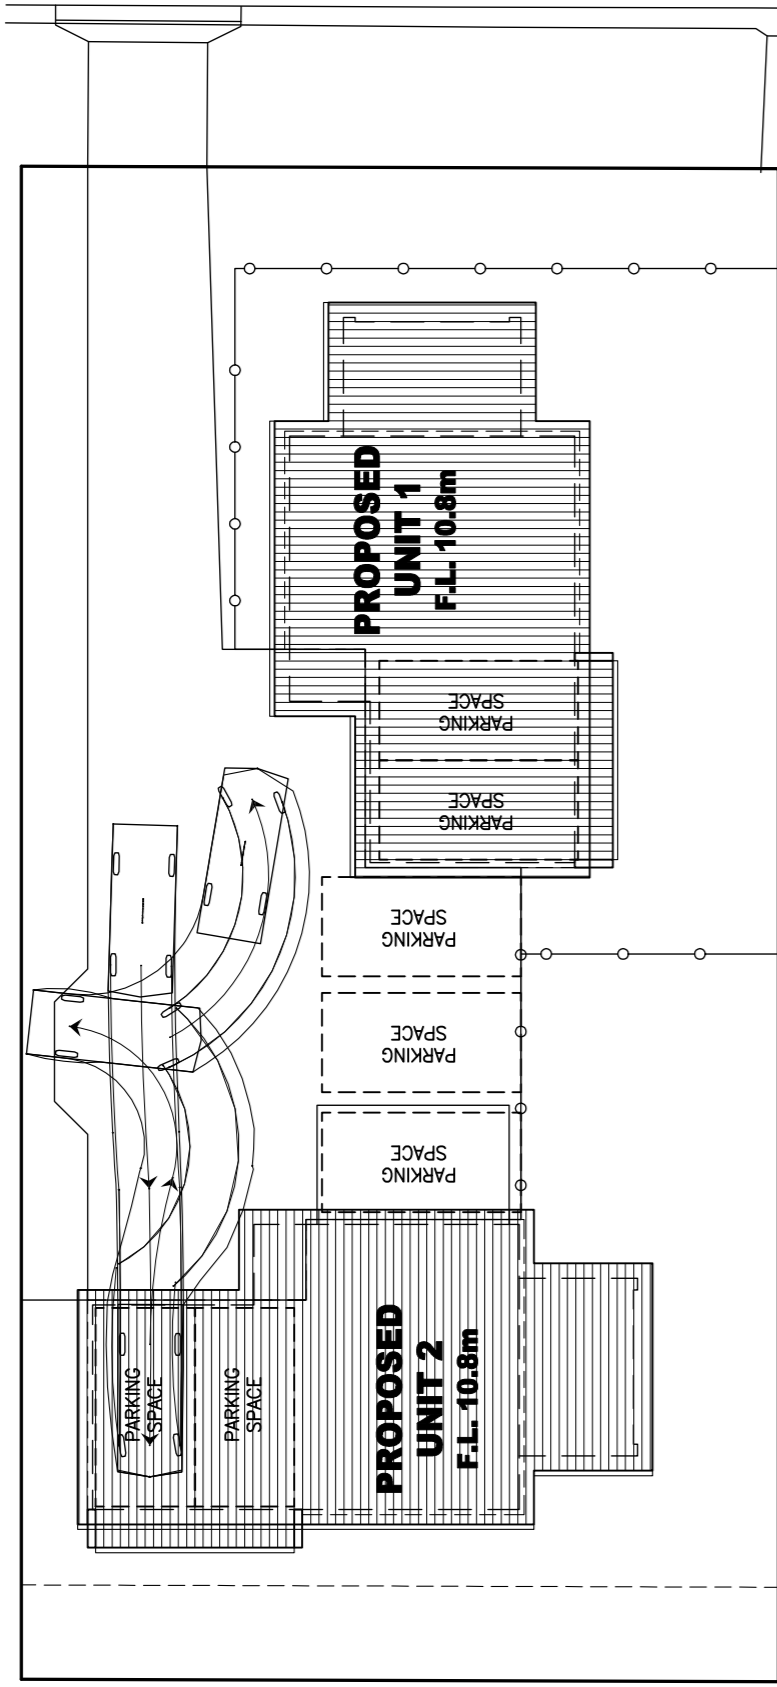 PROPOSED
UNIT 1
F.L. 10.8m
PARKING
SPACE
PARKING
SPACE
PARKING
SPACE
PARKING
SPACE
PARKING
SPACE
PROPOSED
UNIT 2
F.L. 10.8m
PARKING
SPACE
PARKING
SPACE